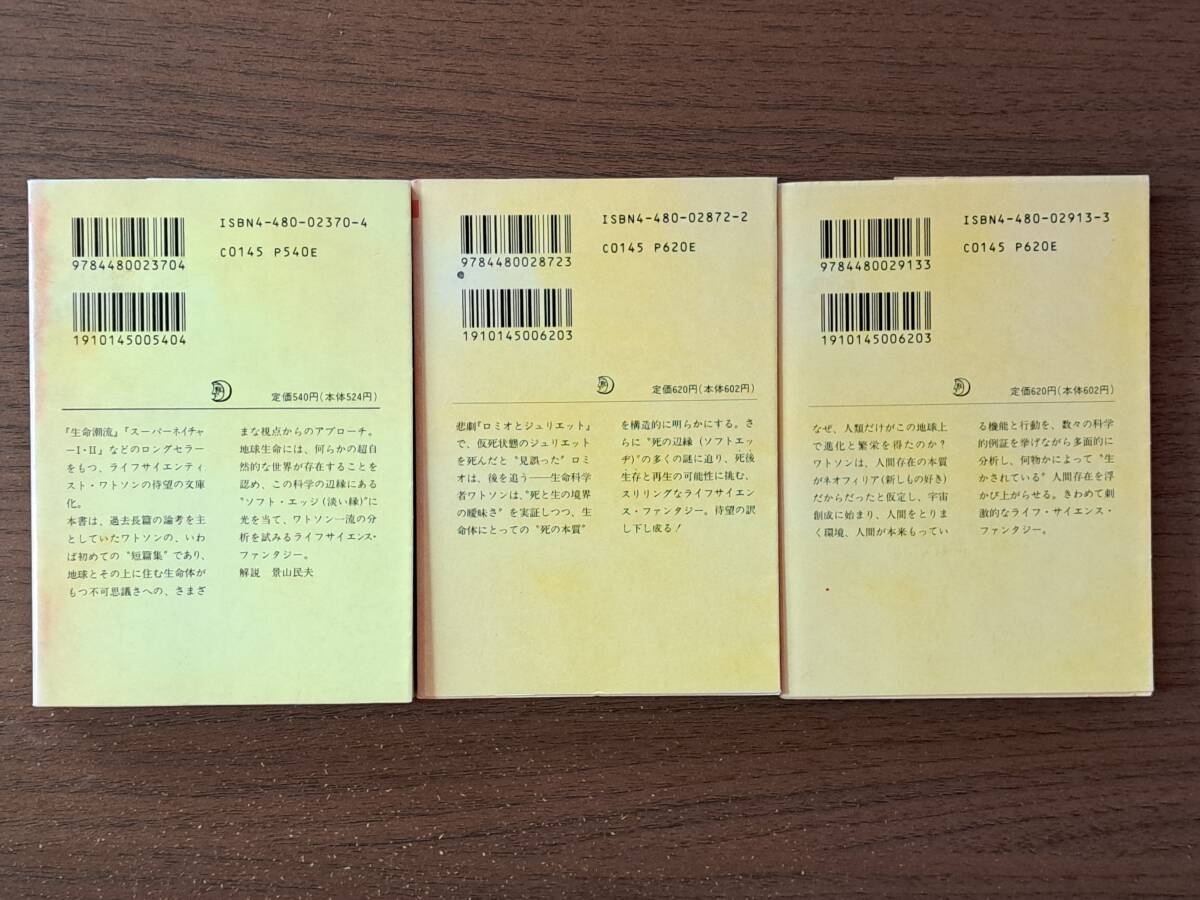 ISBN4-480-02370-4
9784480023704
C0145 P540E
1910145005404
定価540円(本体524円)
『生命潮流』『スーパーネイチャ
ーⅠ・Ⅱ』などのロングセラー
をもつ、ライフサイエンティ
スト・ワトソンの待望の文庫
化。
本書は、過去長篇の論考を主
としていたワトソンの、いわ
ば初めての〝短篇集〟であり、
地球とその上に住む生命体が
もつ不可思議さへの、さまざ
まな視点からのアプローチ。
地球生命には、何らかの超自
然的な世界が存在することを
認め、この科学の辺縁にある
〝ソフト・エッジ(淡い縁)〟に
光を当て、ワトソン一流の分
析を試みるライフサイエンス・
ファンタジー。
解説 景山民夫
ISBN4-480-02872-2
9784480028723
C0145 P620E
1910145006203
定価620円(本体602円)
悲劇『ロミオとジュリエット』
で、仮死状態のジュリエット
を死んだと〝見誤った〟ロミ
オは、後を追う――生命科学
者ワトソンは、〝死と生の境界
の曖昧さ〟を実証しつつ、生
命体にとっての〝死の本質〟
を構造的に明らかにする。さ
らに〝死の辺縁(ソフトエッ
ヂ)〟の多くの謎に迫り、死後
生存と再生の可能性に挑む、
スリリングなライフサイエン
ス・ファンタジー。待望の訳
し下し成る！
ISBN4-480-02913-3
9784480029133
C0145 P620E
1910145006203
定価620円(本体602円)
なぜ、人類だけがこの地球上
で進化と繁栄を得たのか？
ワトソンは、人間存在の本質
がネオフィリア(新しもの好き)
だからだったと仮定し、宇宙
創成に始まり、人間をとりま
く環境、人間が本来もってい
る機能と行動を、数々の科学
的例証を挙げながら多面的に
分析し、何物かによって〝生
かされている〟人間存在を浮
かび上がらせる。きわめて刺
激的なライフ・サイエンス・
ファンタジー。